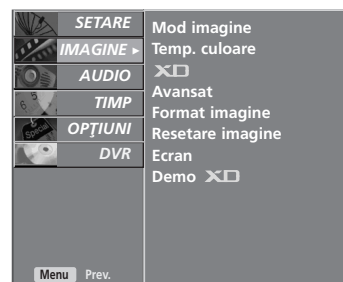 SETARE
IMAGINE ►
AUDIO
TIMP
OPŢIUNI
DVR
Mod imagine
Temp. culoare
XD
Avansat
Format imagine
Resetare imagine
Ecran
Demo XD
Menu Prev.